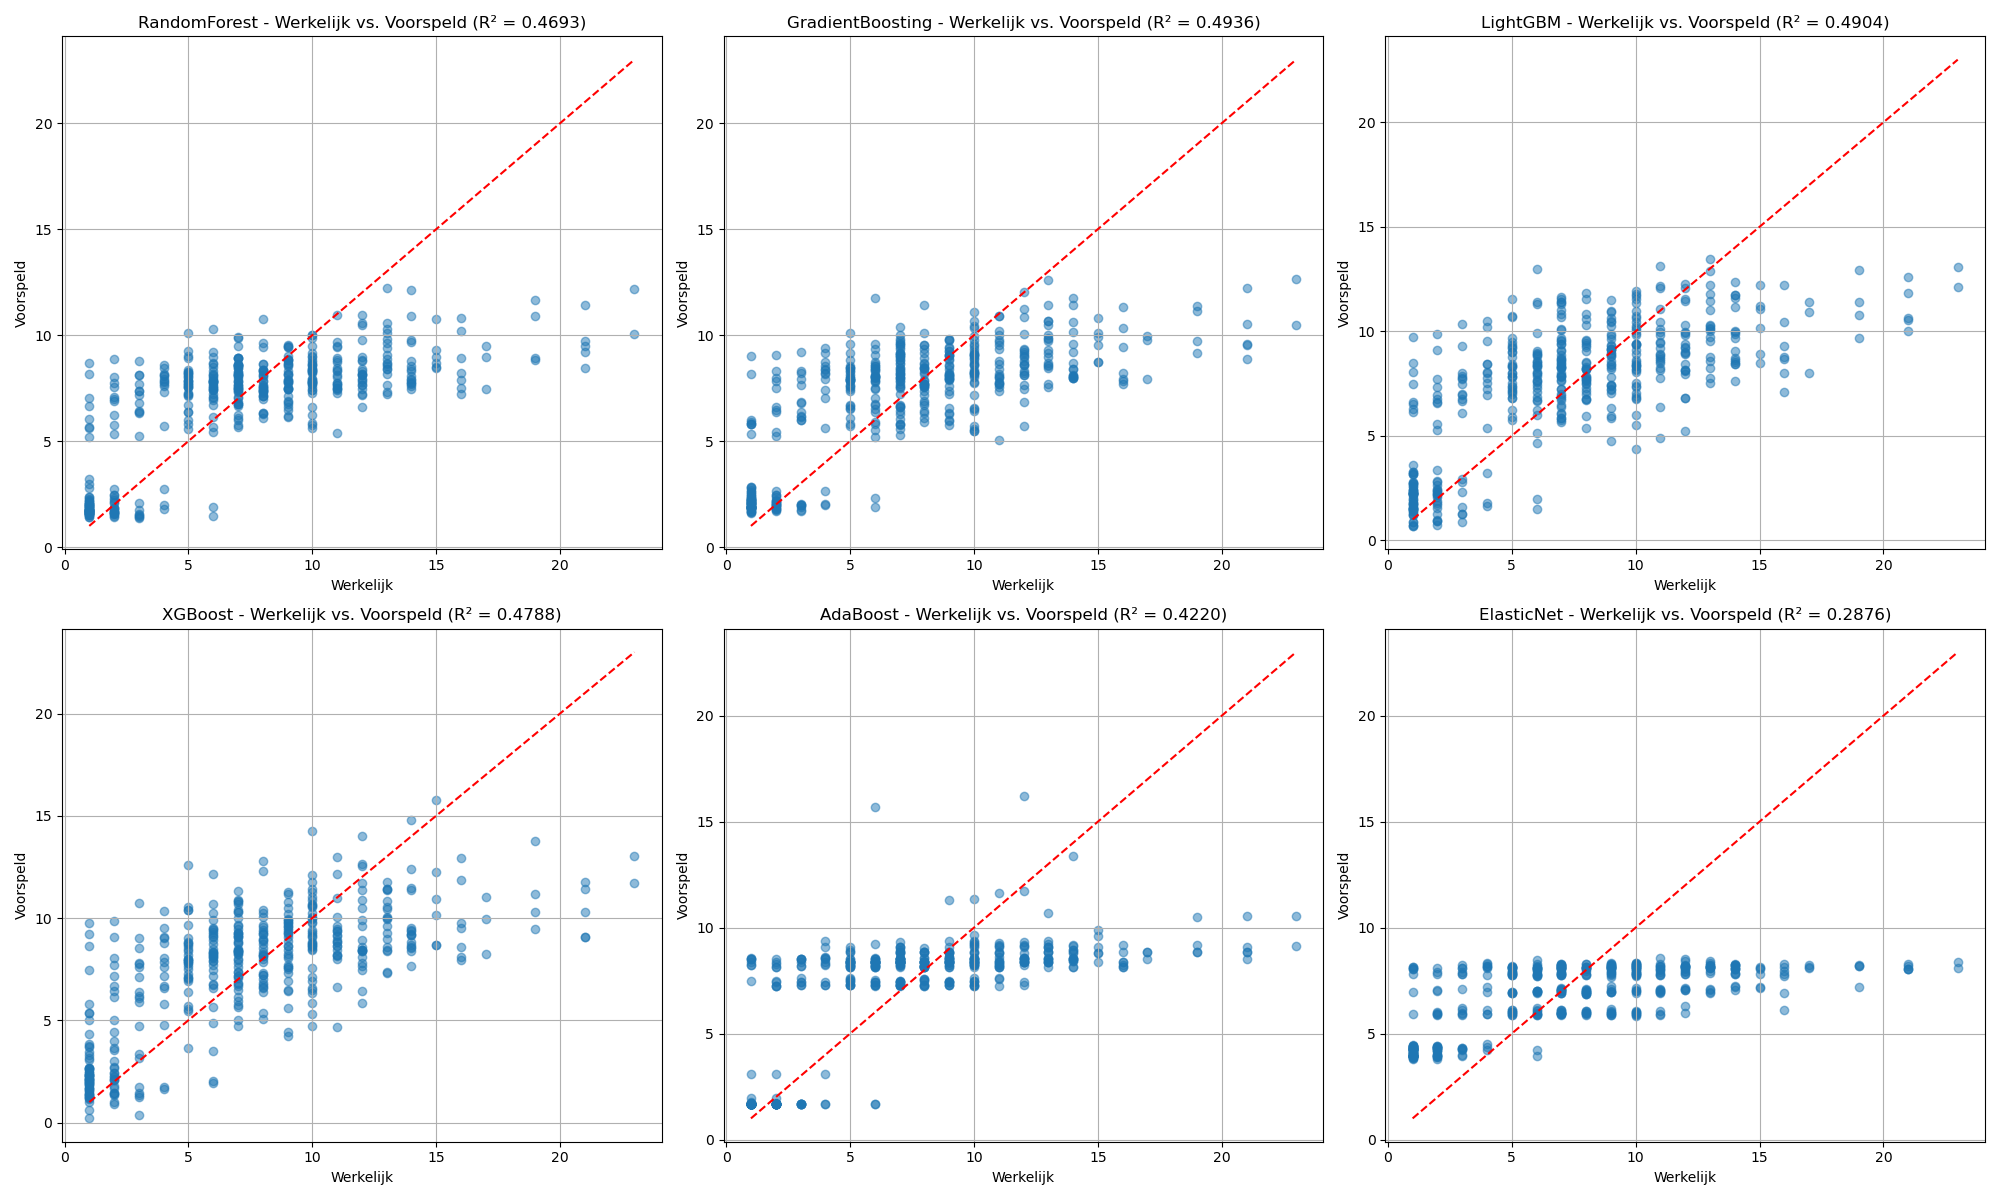 RandomForest - Werkelijk vs. Voorspeld (R² = 0.4693)
Voorspeld
20
15
10
5
0
0 5 10 15 20
Werkelijk
GradientBoosting - Werkelijk vs. Voorspeld (R² = 0.4936)
Voorspeld
20
15
10
5
0
0 5 10 15 20
Werkelijk
LightGBM - Werkelijk vs. Voorspeld (R² = 0.4904)
Voorspeld
20
15
10
5
0
0 5 10 15 20
Werkelijk
XGBoost - Werkelijk vs. Voorspeld (R² = 0.4788)
Voorspeld
20
15
10
5
0
0 5 10 15 20
Werkelijk
AdaBoost - Werkelijk vs. Voorspeld (R² = 0.4220)
Voorspeld
20
15
10
5
0
0 5 10 15 20
Werkelijk
ElasticNet - Werkelijk vs. Voorspeld (R² = 0.2876)
Voorspeld
20
15
10
5
0
0 5 10 15 20
Werkelijk